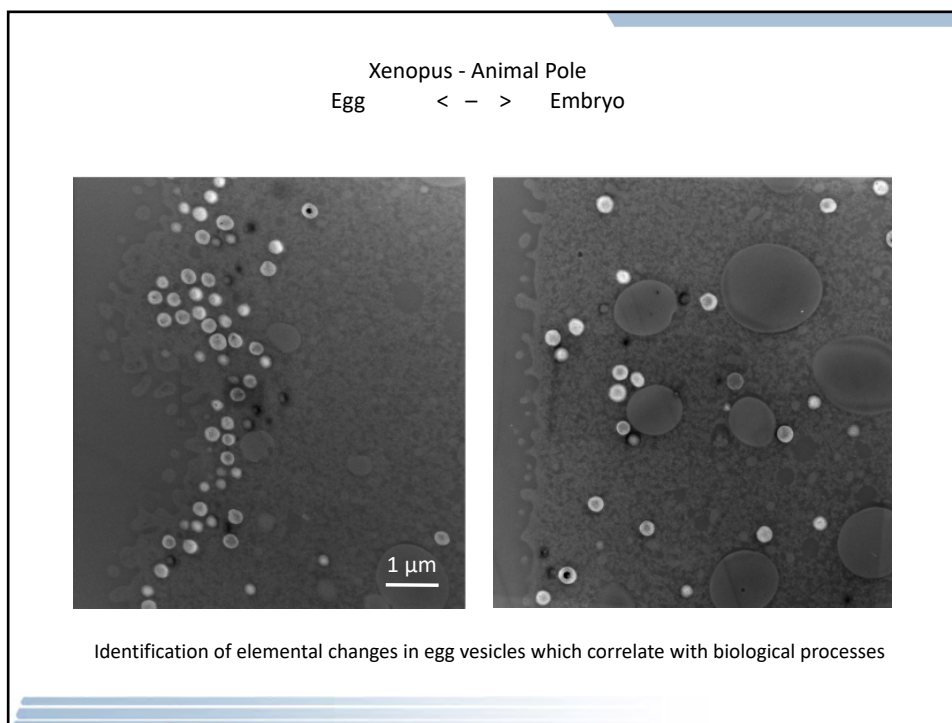 Xenopus - Animal Pole
Egg < – > Embryo
1 µm
Identification of elemental changes in egg vesicles which correlate with biological processes